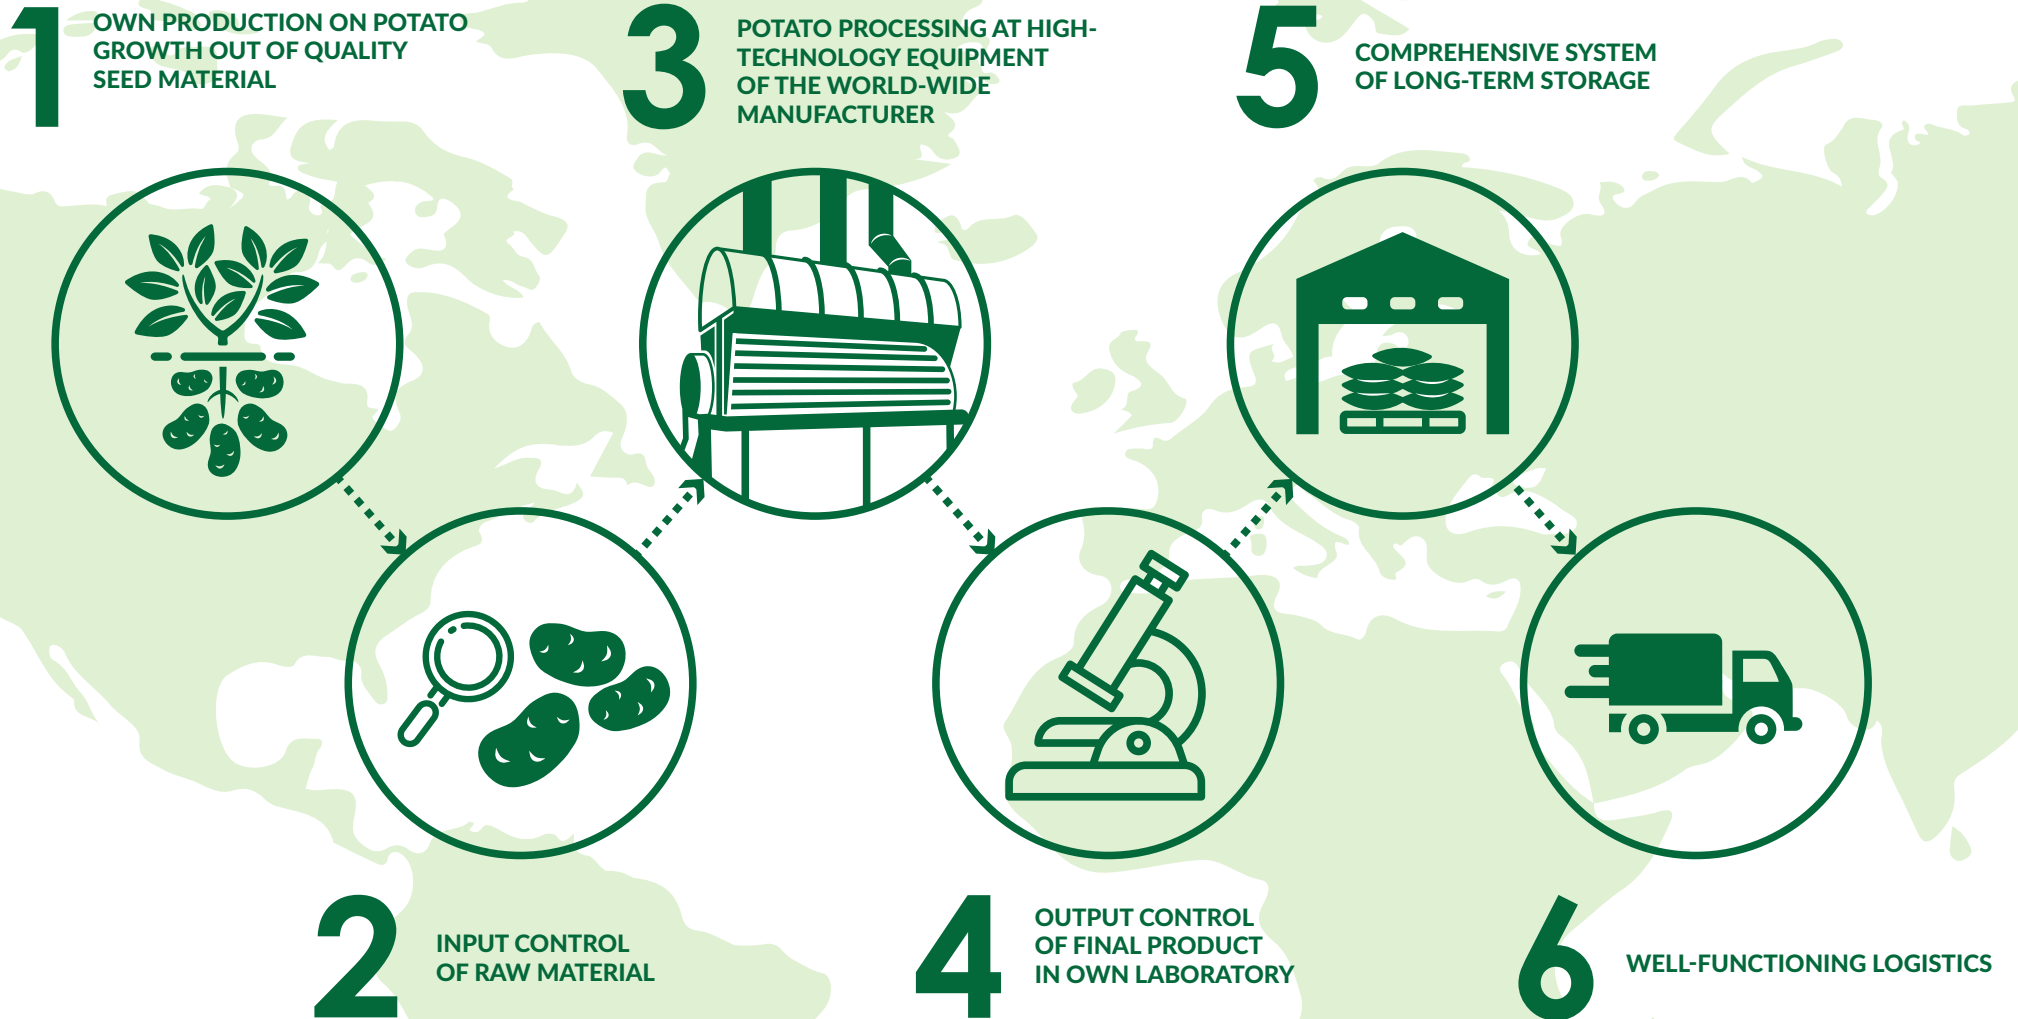 1
OWN PRODUCTION ON POTATO
GROWTH OUT OF QUALITY
SEED MATERIAL
2
INPUT CONTROL
OF RAW MATERIAL
3
POTATO PROCESSING AT HIGH-
TECHNOLOGY EQUIPMENT
OF THE WORLD-WIDE
MANUFACTURER
4
OUTPUT CONTROL
OF FINAL PRODUCT
IN OWN LABORATORY
5
COMPREHENSIVE SYSTEM
OF LONG-TERM STORAGE
6
WELL-FUNCTIONING LOGISTICS